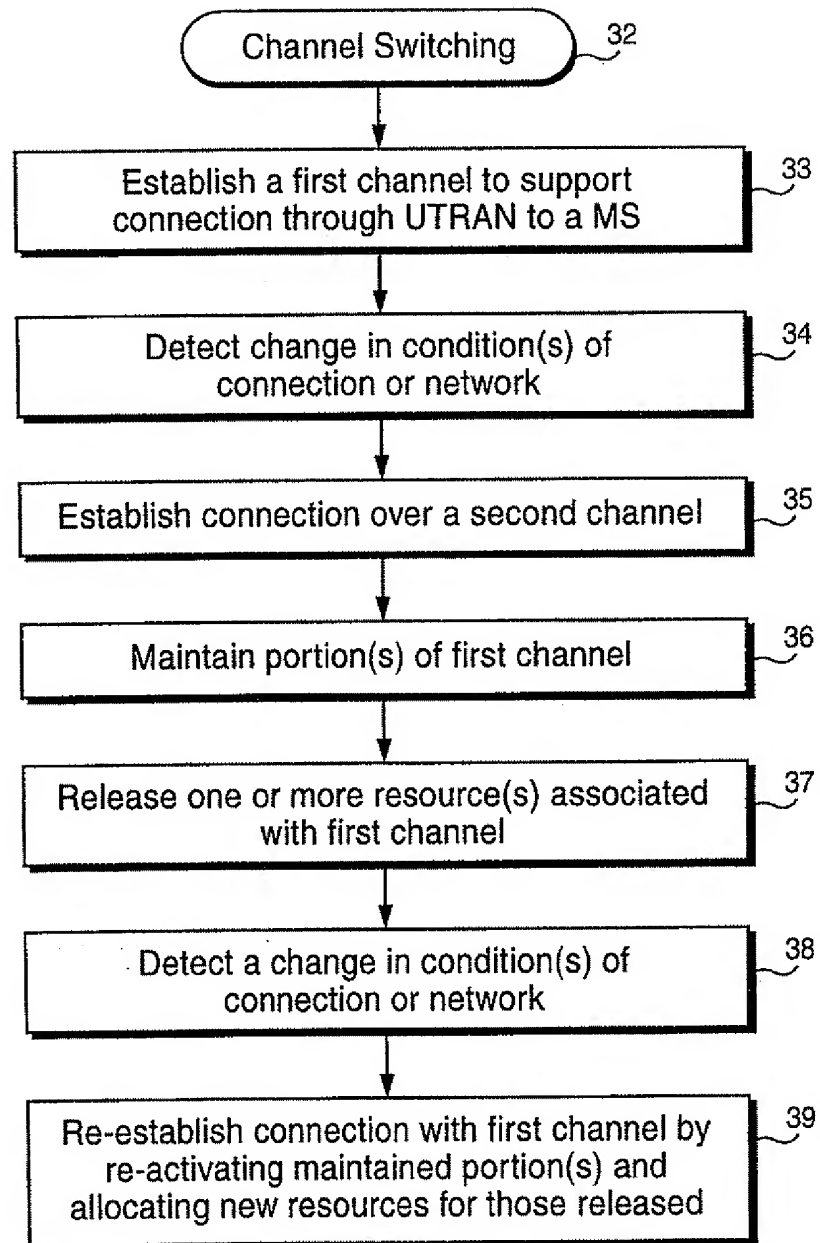 Channel Switching
32
Establish a first channel to support
connection through UTRAN to a MS
33
Detect change in condition(s) of
connection or network
34
Establish connection over a second channel
35
Maintain portion(s) of first channel
36
Release one or more resource(s) associated
with first channel
37
Detect a change in condition(s) of
connection or network
38
Re-establish connection with first channel by
re-activating maintained portion(s) and
allocating new resources for those released
39